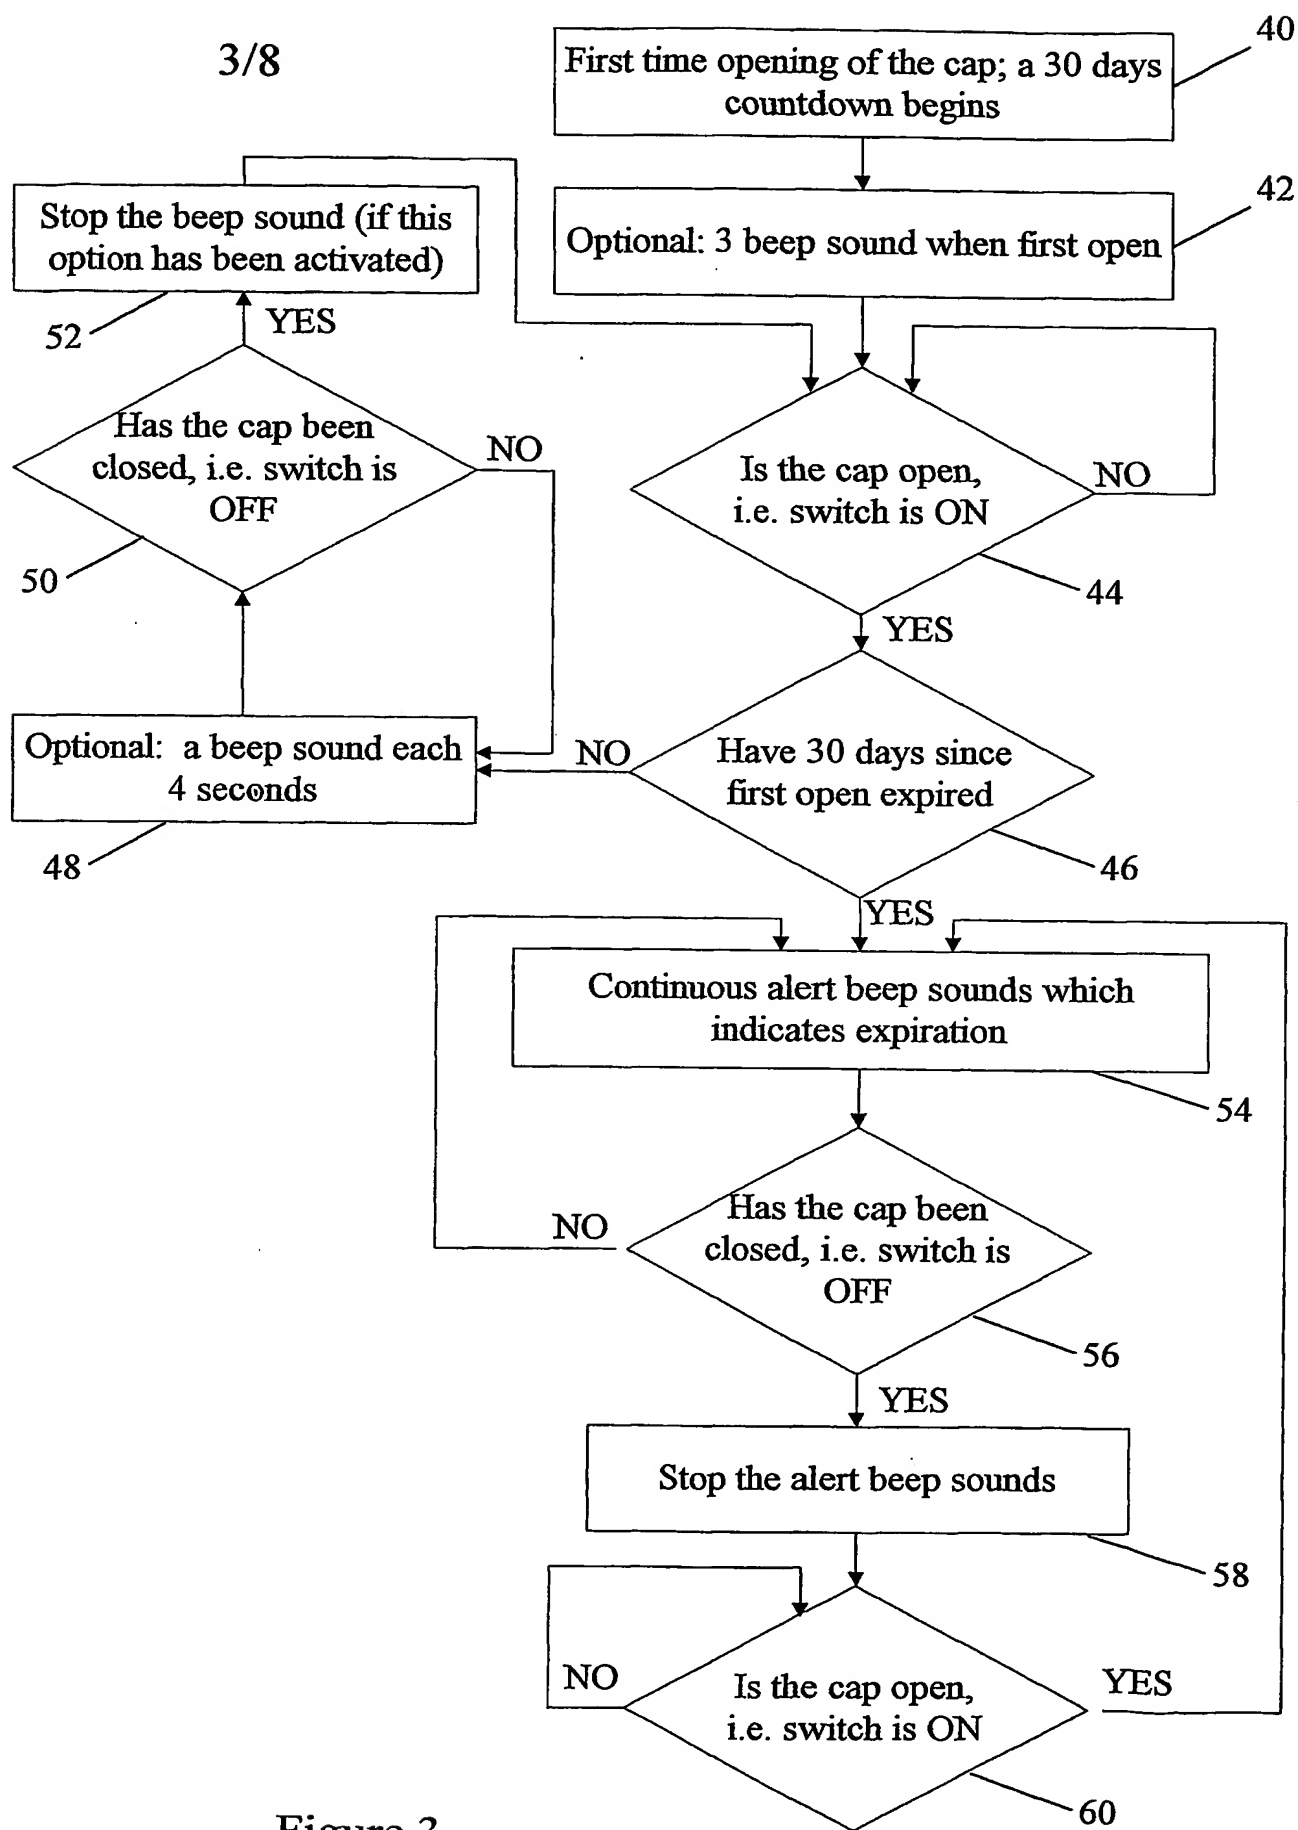 3/8
40
First time opening of the cap; a 30 days
countdown begins
42
Optional: 3 beep sound when first open
Stop the beep sound (if this
option has been activated)
52
YES
Has the cap been
closed, i.e. switch is
OFF
NO
50
Is the cap open,
i.e. switch is ON
NO
44
YES
Optional: a beep sound each
4 seconds
48
NO
Have 30 days since
first open expired
46
YES
Continuous alert beep sounds which
indicates expiration
54
NO
Has the cap been
closed, i.e. switch is
OFF
56
YES
Stop the alert beep sounds
58
NO
Is the cap open,
i.e. switch is ON
YES
60
Figure